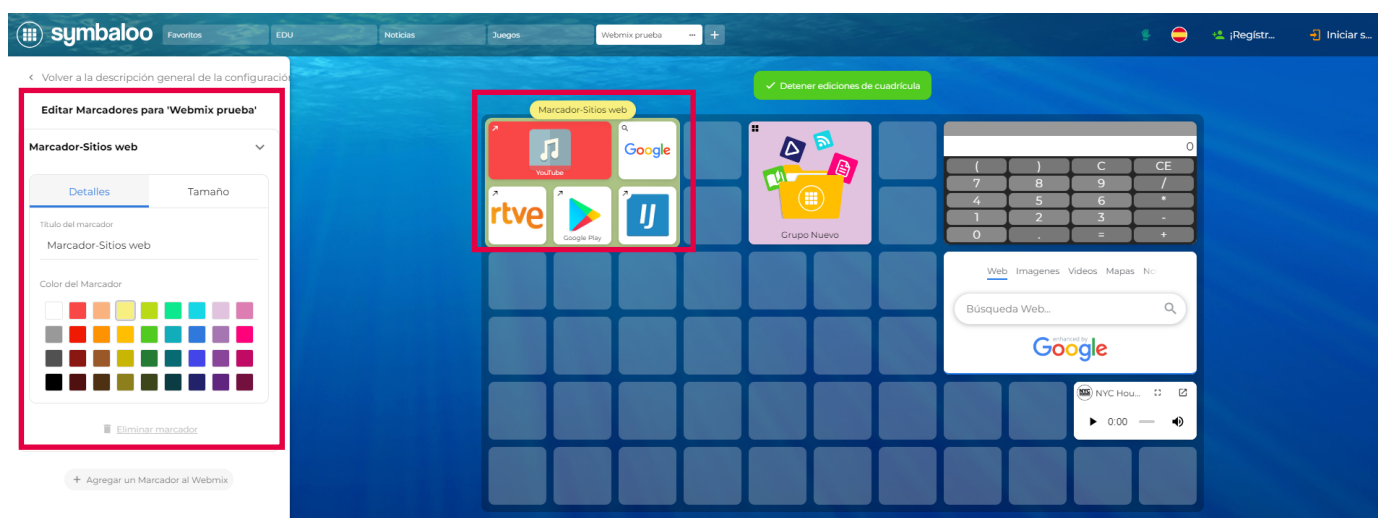 symbaloo
Favoritos
EDU
Noticias
Juegos
Webmix prueba
¡Regístr...
Iniciar s...
Volver a la descripción general de la configuración
Editar Marcadores para 'Webmix prueba'
Marcador-Sitios web
Detalles
Tamaño
Título del marcador
Marcador-Sitios web
Color del Marcador
Eliminar marcador
+ Agregar un Marcador al Webmix
Detener ediciones de cuadrícula
Marcador-Sitios web
YouTube
Google
rtve
Google Play
IJ
Grupo Nuevo
0
( ) C CE
7 8 9 /
4 5 6 *
1 2 3 -
0 . = +
Web Imagenes Videos Mapas No
Búsqueda Web...
enhanced by
Google
NYC Hou...
0:00